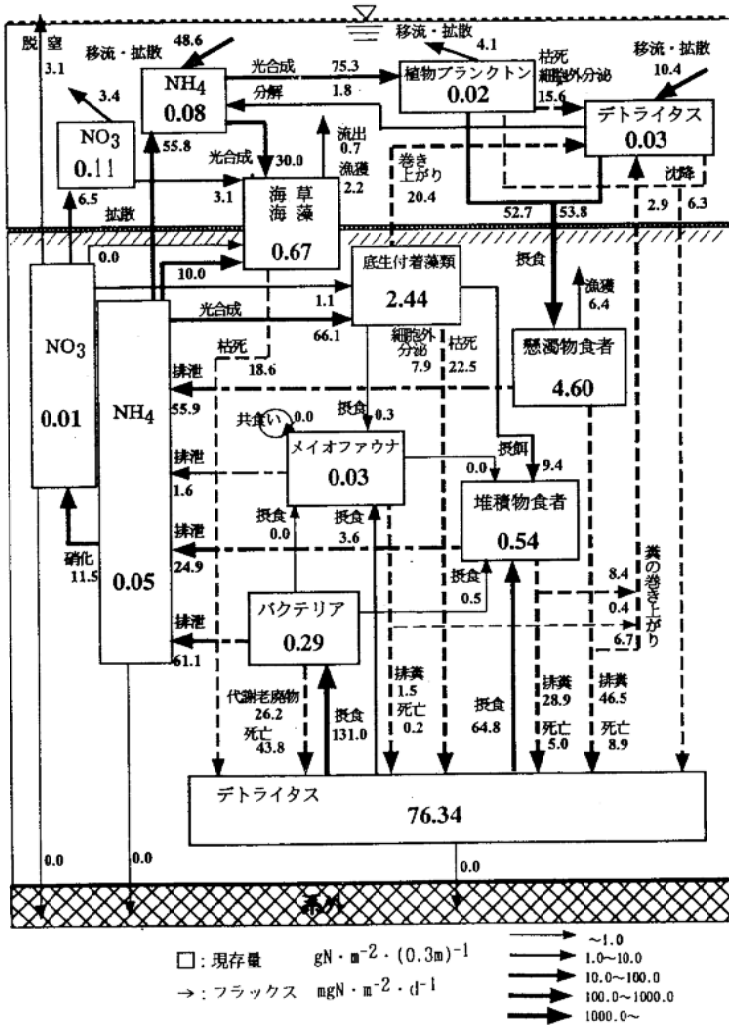 脱窒
3.1
移流・拡散
48.6
NH₄
0.08
光合成
75.3
移流・拡散
4.1
植物プランクトン
0.02
枯死
細胞外分泌
15.6
移流・拡散
10.4
デトライタス
0.03
分解
1.8
3.4
NO₃
0.11
55.8
30.0
流出
0.7
漁獲
2.2
巻き
上がり
20.4
沈降
光合成
3.1
6.5
拡散
海草
海藻
0.67
52.7
53.8
2.9
6.3
摂食
0.0
10.0
底生付着藻類
2.44
1.1
光合成
66.1
漁獲
6.4
NO₃
0.01
NH₄
0.05
枯死
18.6
細胞外
分泌
7.9
枯死
22.5
懸濁物食者
4.60
排泄
55.9
共食い
0.0
摂食
0.3
摂餌
9.4
メイオファウナ
0.03
0.0
排泄
1.6
堆積物食者
0.54
摂食
0.0
摂食
3.6
硝化
11.5
排泄
24.9
摂食
0.5
8.4
0.4
6.7
糞の巻き上がり
バクテリア
0.29
排泄
61.1
代謝老廃物
26.2
死亡
43.8
摂食
131.0
排糞
1.5
死亡
0.2
摂食
64.8
排糞
28.9
死亡
5.0
排糞
46.5
死亡
8.9
デトライタス
76.34
0.0
0.0
0.0
系外
□:現存量 gN・m⁻²・(0.3m)⁻¹
→:フラックス mgN・m⁻²・d⁻¹
~1.0
1.0~10.0
10.0~100.0
100.0~1000.0
1000.0~